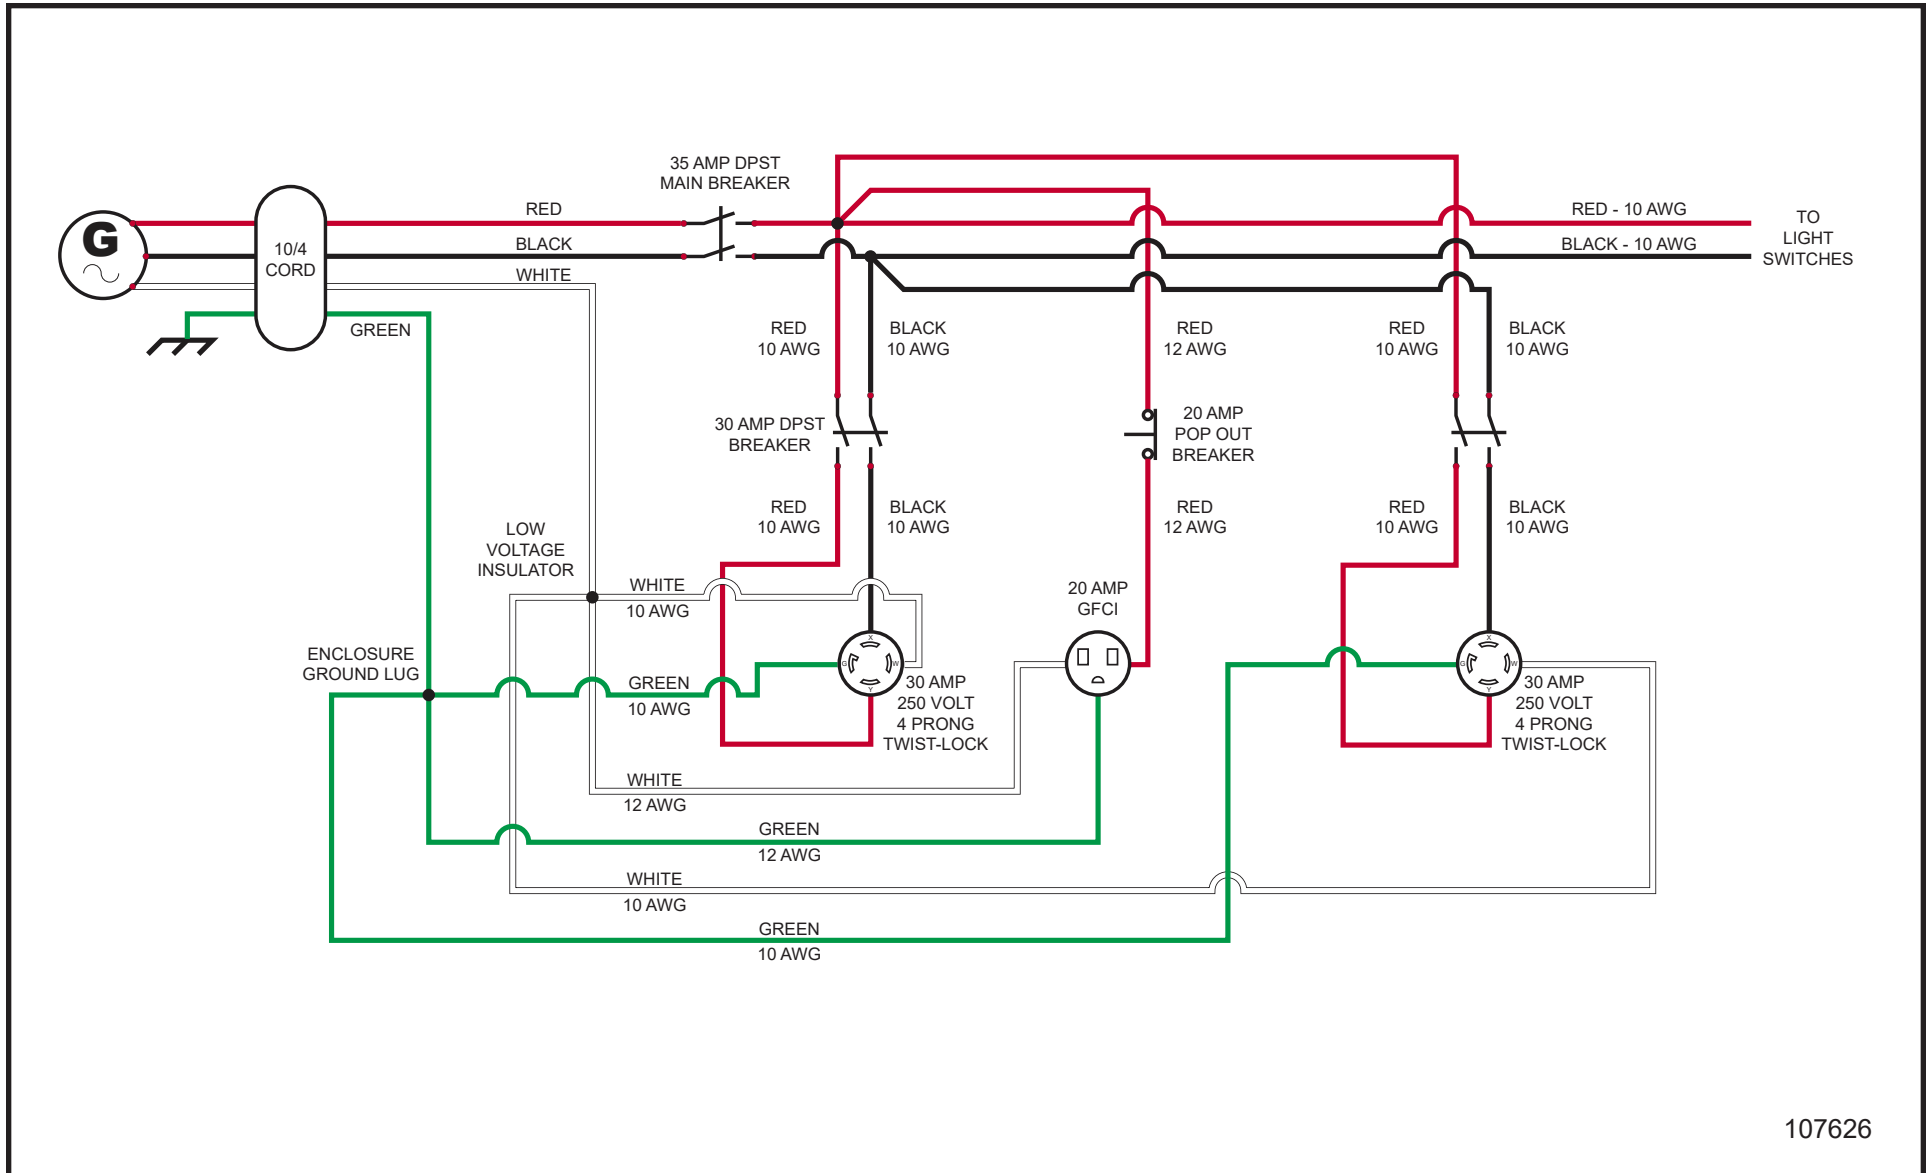 35 AMP DPST
MAIN BREAKER
G
10/4
CORD
RED
BLACK
WHITE
GREEN
RED - 10 AWG
BLACK - 10 AWG
TO
LIGHT
SWITCHES
RED
10 AWG
BLACK
10 AWG
RED
12 AWG
RED
10 AWG
BLACK
10 AWG
30 AMP DPST
BREAKER
20 AMP
POP OUT
BREAKER
RED
10 AWG
BLACK
10 AWG
RED
12 AWG
RED
10 AWG
BLACK
10 AWG
LOW
VOLTAGE
INSULATOR
WHITE
10 AWG
20 AMP
GFCI
ENCLOSURE
GROUND LUG
X
G
W
Y
X
G
W
Y
GREEN
10 AWG
30 AMP
250 VOLT
4 PRONG
TWIST-LOCK
30 AMP
250 VOLT
4 PRONG
TWIST-LOCK
WHITE
12 AWG
GREEN
12 AWG
WHITE
10 AWG
GREEN
10 AWG
107626